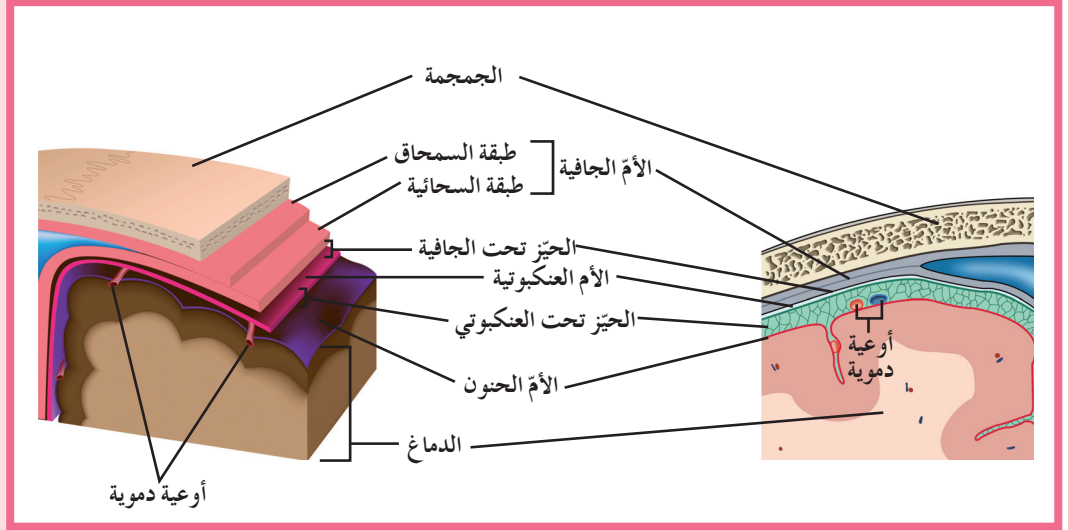 الجمجمة
طبقة السمحاق
الأمّ الجافية
طبقة السحائية
الحيّز تحت الجافية
الأم العنكبوتية
الحيّز تحت العنكبوتي
أوعية
دموية
الأمّ الحنون
الدماغ
أوعية دموية